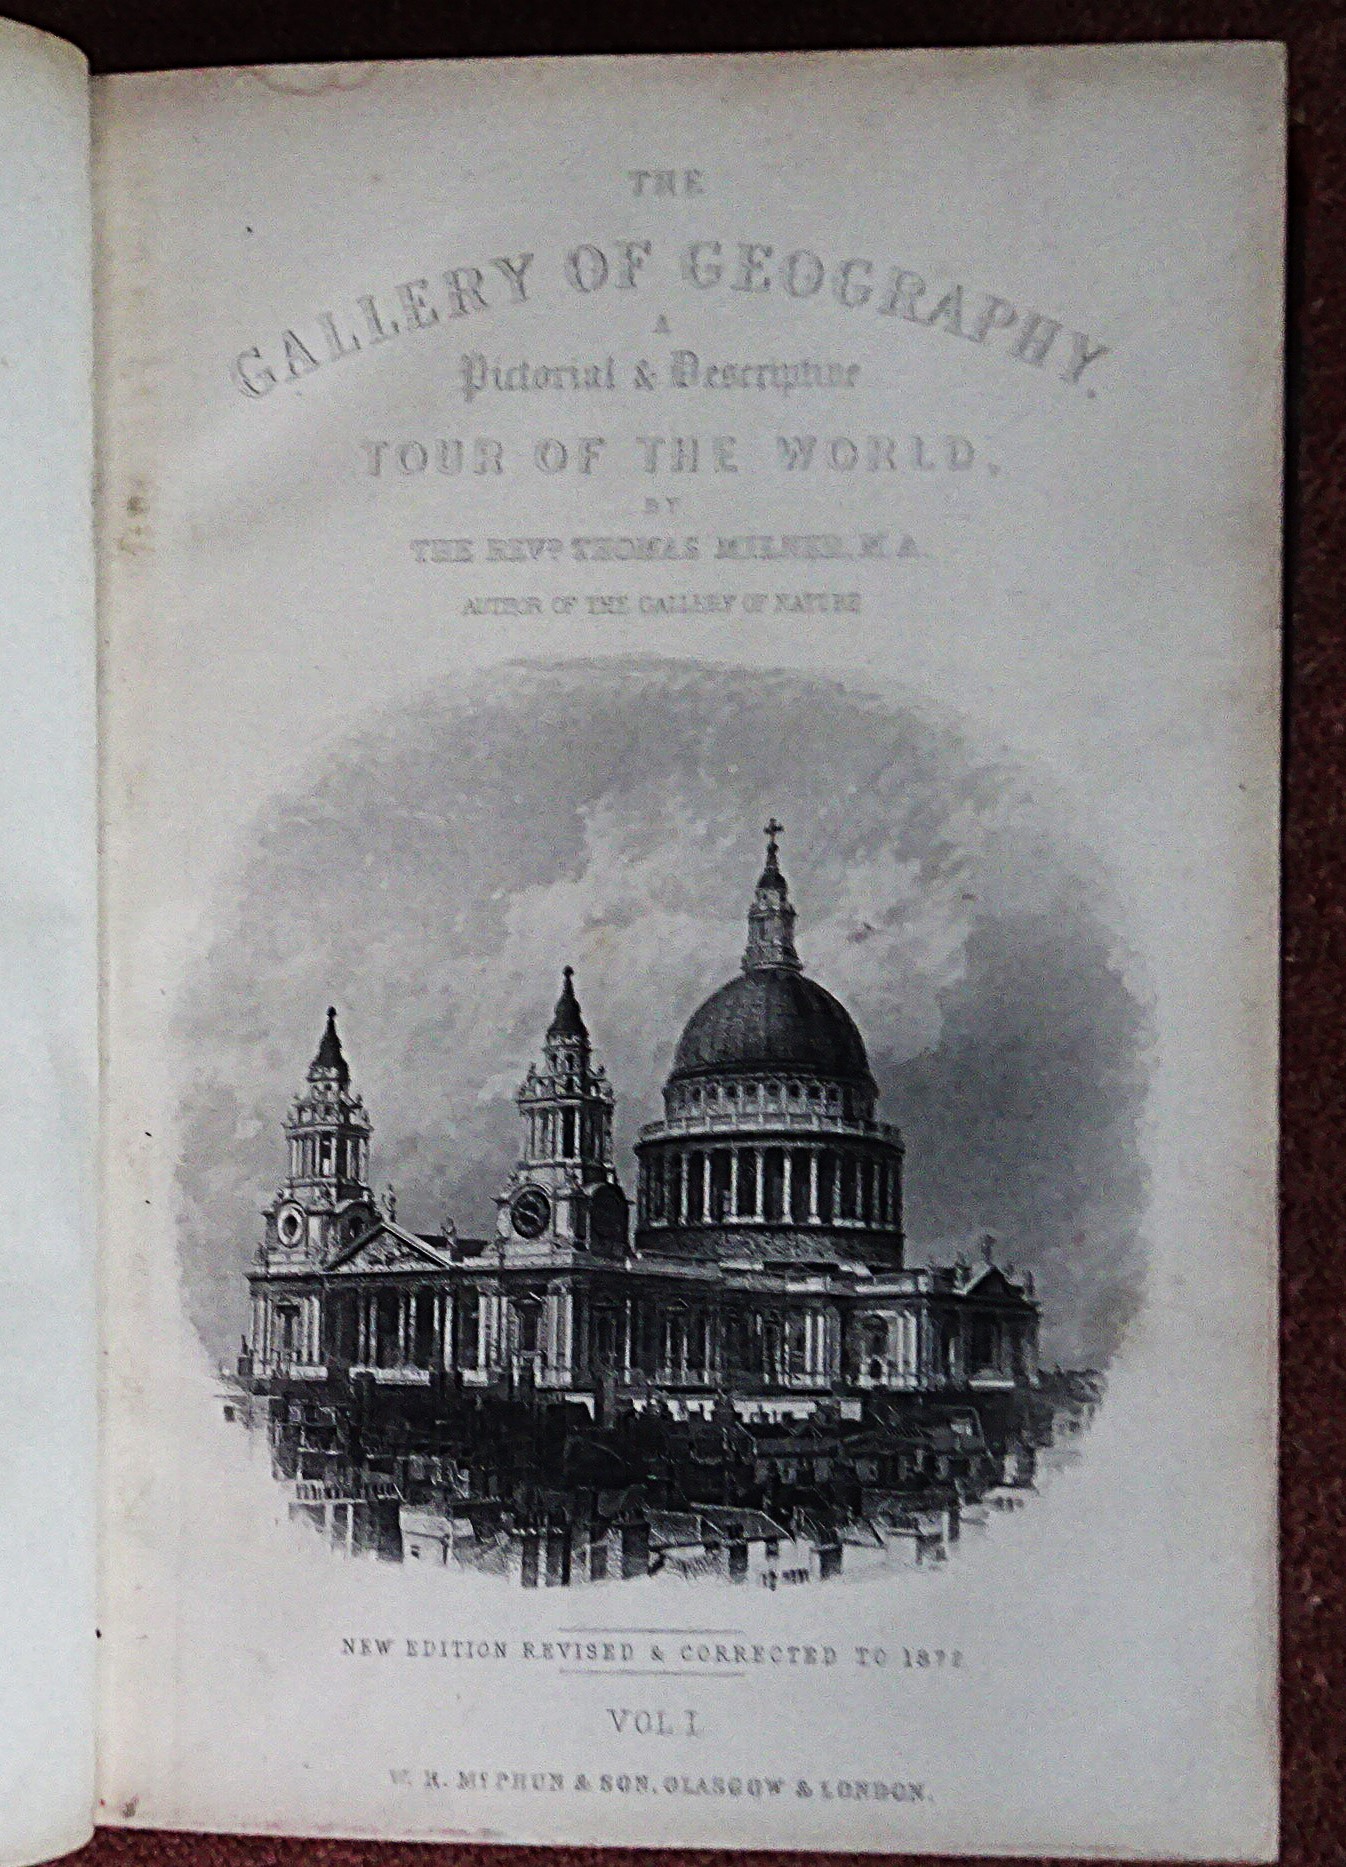 THE
GALLERY OF GEOGRAPHY.
A
Pictorial & Descriptive
TOUR OF THE WORLD,
BY
THE REVD. THOMAS MILNER, M.A.
AUTHOR OF THE GALLERY OF NATURE
NEW EDITION REVISED & CORRECTED TO 1872
VOL I
W. R. McPHUN & SON, GLASGOW & LONDON.